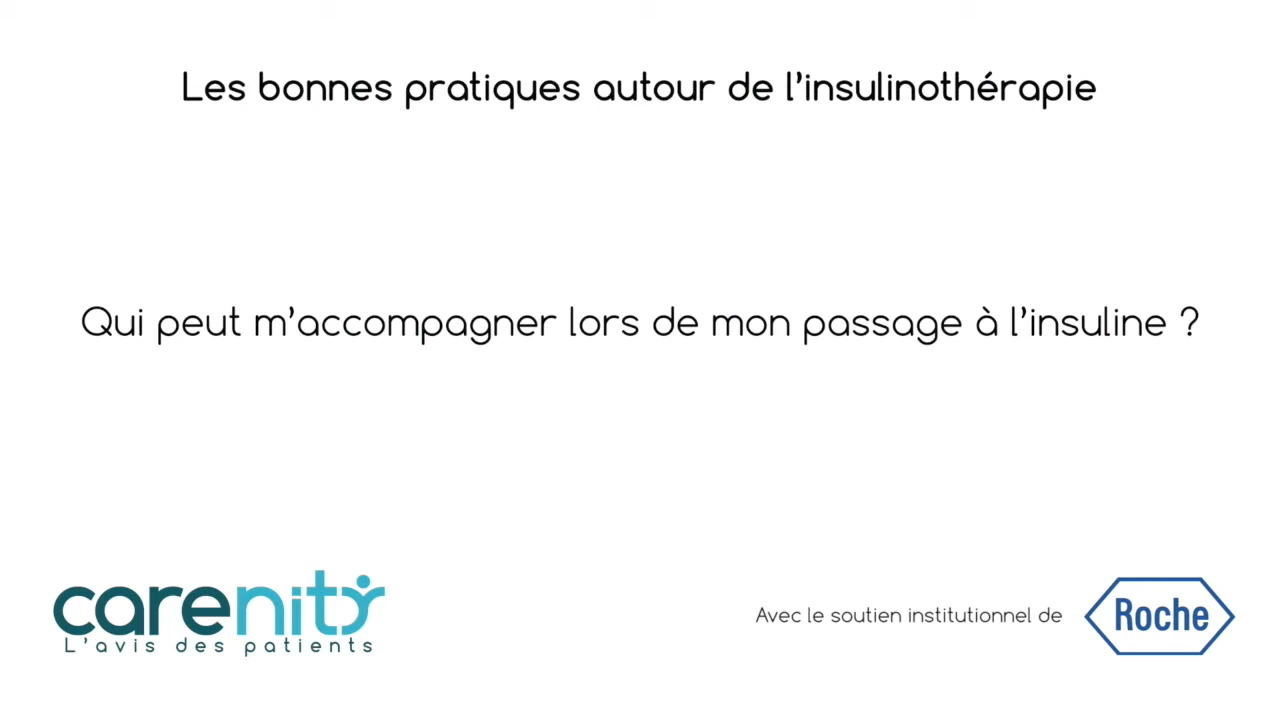 Les bonnes pratiques autour de l'insulinothérapie
Qui peut m'accompagner lors de mon passage à l'insuline ?
carenity
L'avis des patients
Avec le soutien institutionnel de
Roche